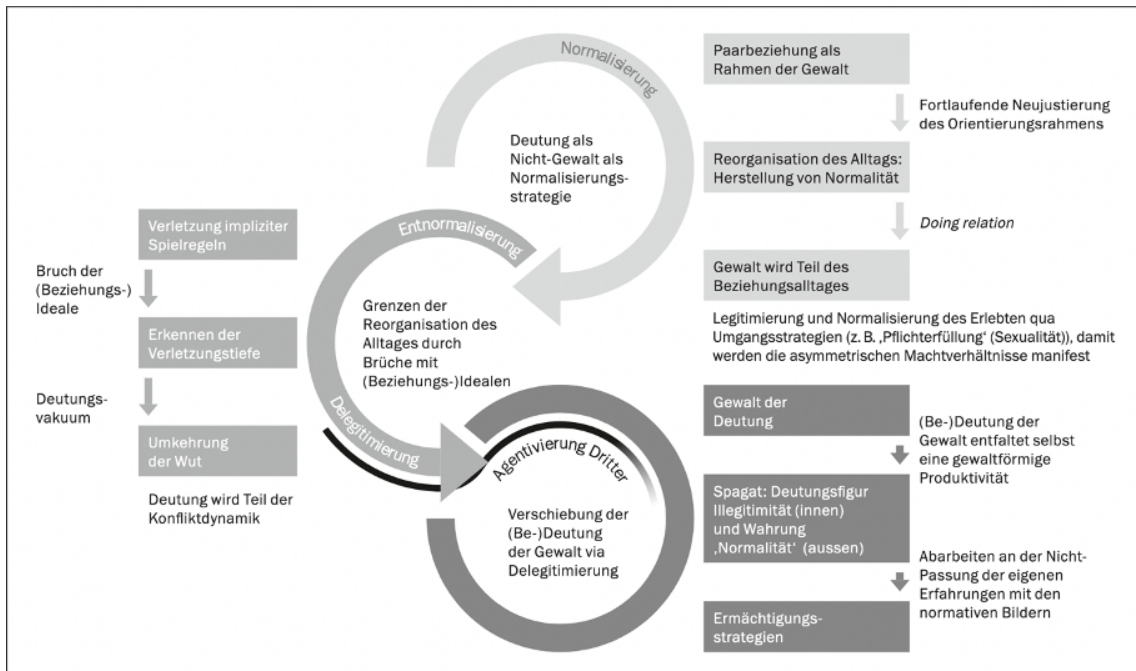 Normalisierung
Deutung als
Nicht-Gewalt als
Normalisierungs-
strategie
Paarbeziehung als
Rahmen der Gewalt
Fortlaufende Neujustierung
des Orientierungsrahmens
Reorganisation des Alltags:
Herstellung von Normalität
Doing relation
Gewalt wird Teil des
Beziehungsalltages
Legitimierung und Normalisierung des Erlebten qua
Umgangsstrategien (z. B. ‚Pflichterfüllung‘ (Sexualität)), damit
werden die asymmetrischen Machtverhältnisse manifest
Verletzung impliziter
Spielregeln
Bruch der
(Beziehungs-)
Ideale
Erkennen der
Verletzungstiefe
Deutungs-
vakuum
Umkehrung
der Wut
Deutung wird Teil der
Konfliktdynamik
Entnormalisierung
Grenzen der
Reorganisation des
Alltages durch
Brüche mit
(Beziehungs-)Idealen
Delegitimierung
Agentivierung Dritter
Verschiebung der
(Be-)Deutung
der Gewalt via
Delegitimierung
Gewalt der
Deutung
(Be-)Deutung der
Gewalt entfaltet selbst
eine gewaltförmige
Produktivität
Spagat: Deutungsfigur
Illegitimität (innen)
und Wahrung
‚Normalität‘ (aussen)
Abarbeiten an der Nicht-
Passung der eigenen
Erfahrungen mit den
normativen Bildern
Ermächtigungs-
strategien